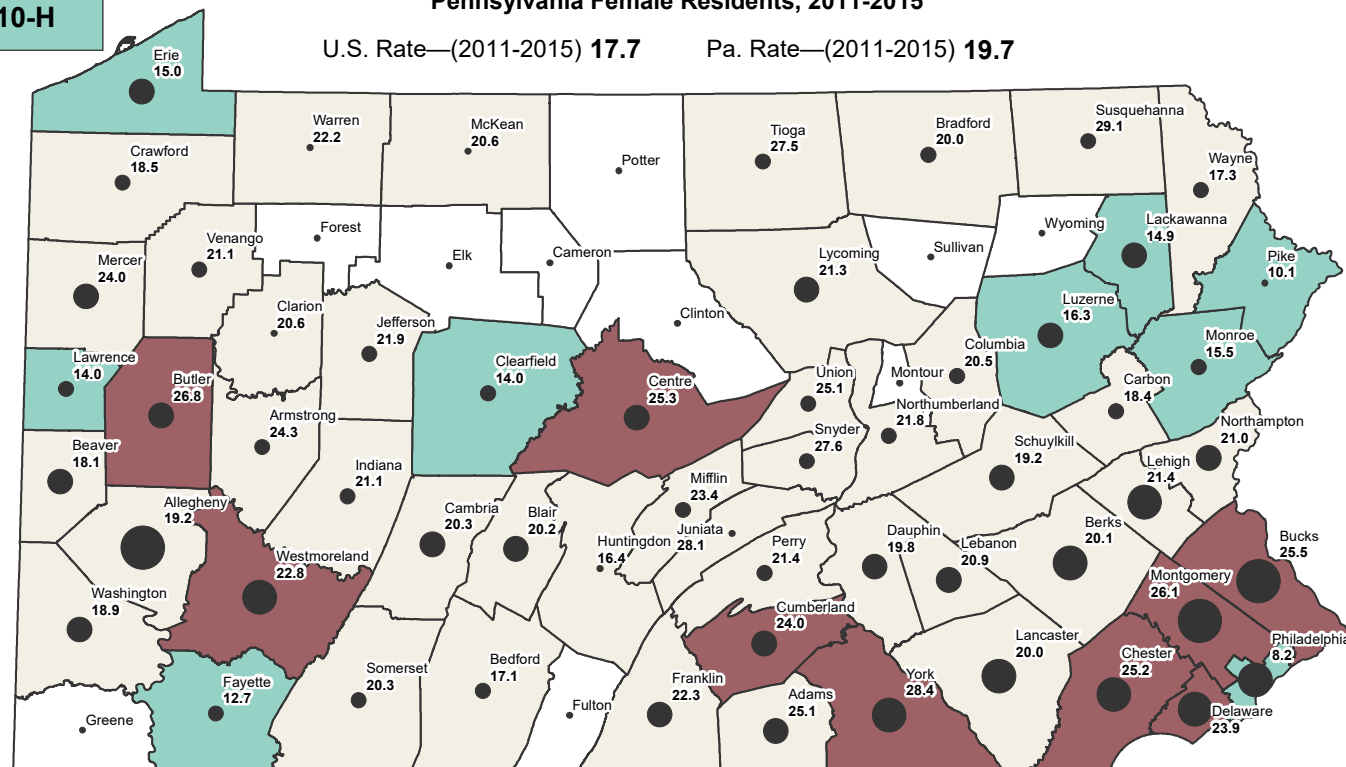 10-H
Pennsylvania Female Residents, 2011-2015
U.S. Rate—(2011-2015) 17.7
Pa. Rate—(2011-2015) 19.7
Erie
15.0
Crawford
18.5
Warren
22.2
McKean
20.6
Potter
Tioga
27.5
Bradford
20.0
Susquehanna
29.1
Wayne
17.3
Mercer
24.0
Venango
21.1
Forest
Elk
Cameron
Clinton
Lycoming
21.3
Sullivan
Wyoming
Lackawanna
14.9
Pike
10.1
Clarion
20.6
Jefferson
21.9
Clearfield
14.0
Centre
25.3
Union
25.1
Snyder
27.6
Montour
Northumberland
21.8
Columbia
20.5
Luzerne
16.3
Monroe
15.5
Carbon
18.4
Northampton
21.0
Lawrence
14.0
Butler
26.8
Armstrong
24.3
Beaver
18.1
Indiana
21.1
Allegheny
19.2
Westmoreland
22.8
Cambria
20.3
Blair
20.2
Huntingdon
16.4
Mifflin
23.4
Juniata
28.1
Perry
21.4
Dauphin
19.8
Schuylkill
19.2
Lebanon
20.9
Berks
20.1
Lehigh
21.4
Bucks
25.5
Montgomery
26.1
Philadelphia
8.2
Washington
18.9
Greene
Fayette
12.7
Somerset
20.3
Bedford
17.1
Fulton
Franklin
22.3
Cumberland
24.0
Adams
25.1
York
28.4
Lancaster
20.0
Chester
25.2
Delaware
23.9